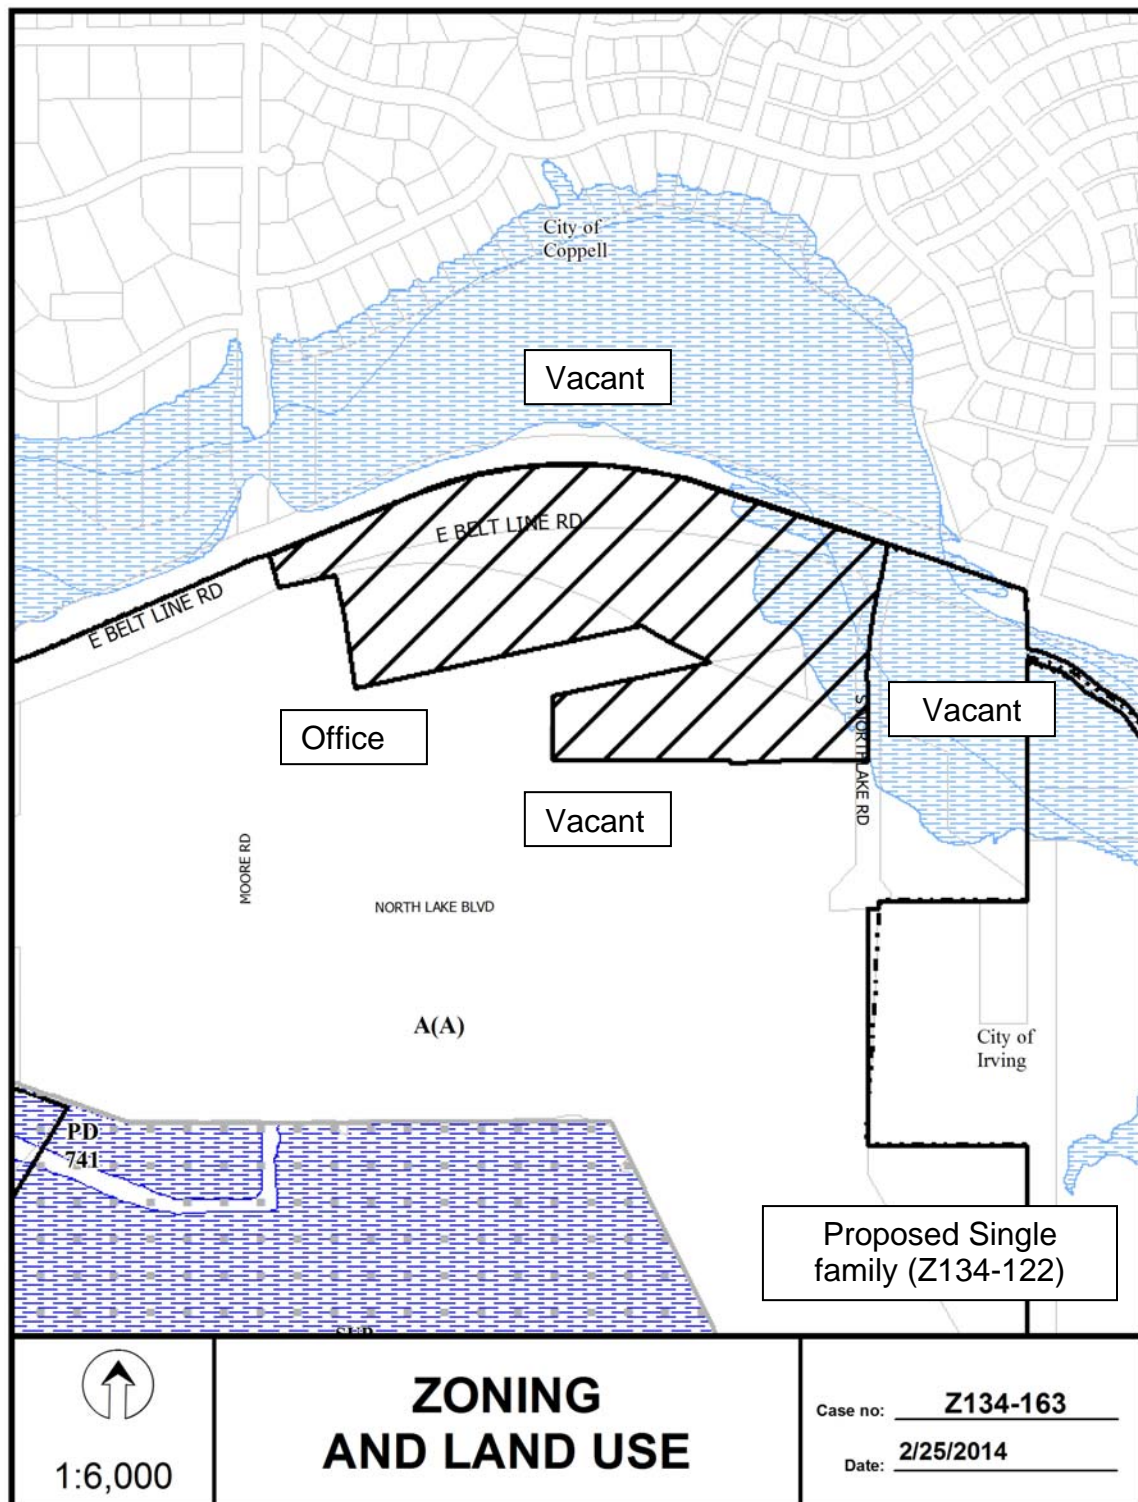 City of
Coppell
Vacant
E BELT LINE RD
E BELT LINE RD
Vacant
Office
S NORTH LAKE RD
Vacant
MOORE RD
NORTH LAKE BLVD
A(A)
City of
Irving
PD
741
Proposed Single
family (Z134-122)
SUP
1:6,000
ZONING
AND LAND USE
Case no: Z134-163
Date: 2/25/2014